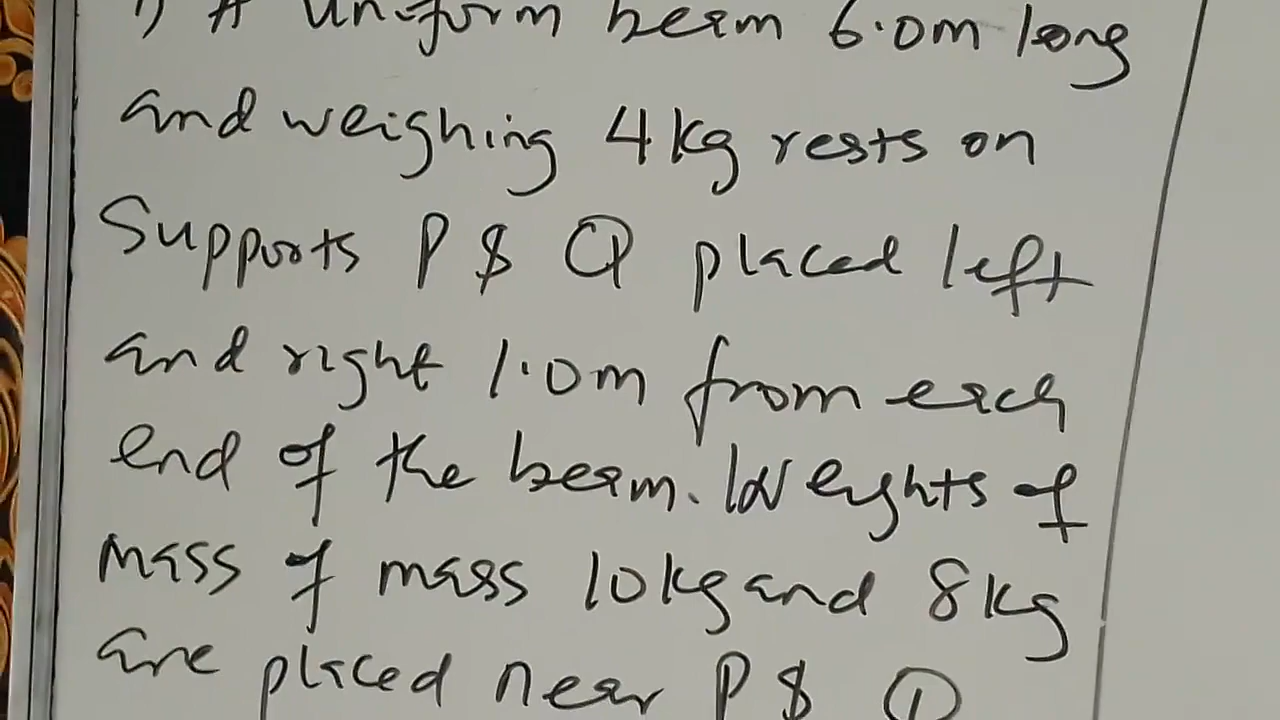 1) A uniform beam 6.0m long
and weighing 4kg rests on
Supports P & Q placed left
and right 1.0m from each
end of the beam. Weights of
mass of mass 10kg and 8kg
are placed near P & Q